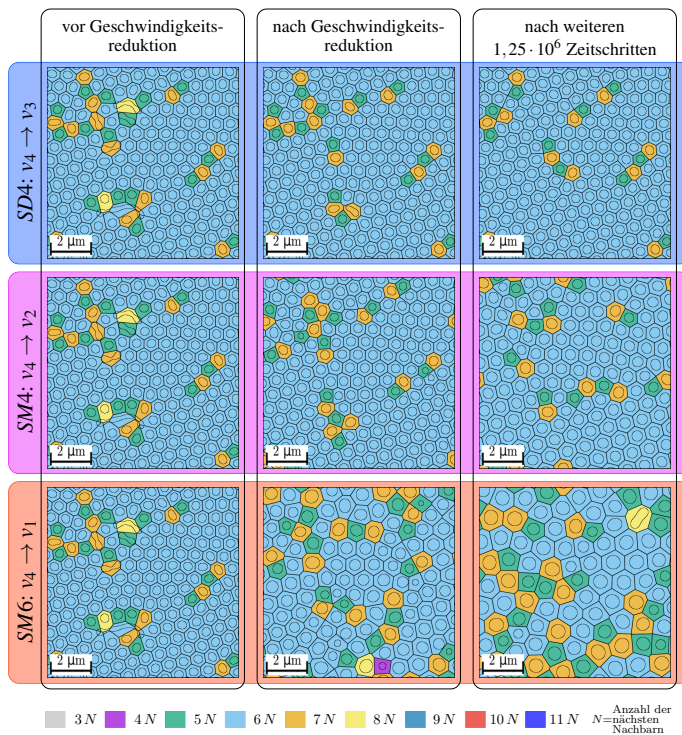 vor Geschwindigkeits-
reduktion
nach Geschwindigkeits-
reduktion
nach weiteren
1,25 · 10⁶ Zeitschritten
SD4: v₄ → v₃
2 µm
2 µm
2 µm
SM4: v₄ → v₂
2 µm
2 µm
2 µm
SM6: v₄ → v₁
2 µm
2 µm
2 µm
3 N 4 N 5 N 6 N 7 N 8 N 9 N 10 N 11 N N= Anzahl der
nächsten
Nachbarn